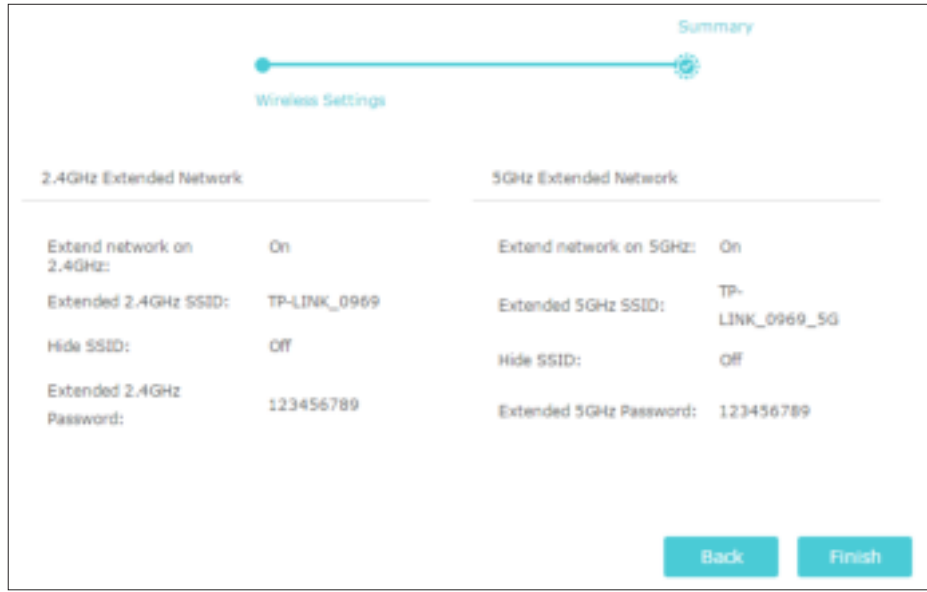 Summary
Wireless Settings
2.4GHz Extended Network
Extend network on
2.4GHz:
On
Extended 2.4GHz SSID:
TP-LINK_0969
Hide SSID:
Off
Extended 2.4GHz
Password:
123456789
5GHz Extended Network
Extend network on 5GHz:
On
Extended 5GHz SSID:
TP-
LINK_0969_5G
Hide SSID:
Off
Extended 5GHz Password:
123456789
Back
Finish